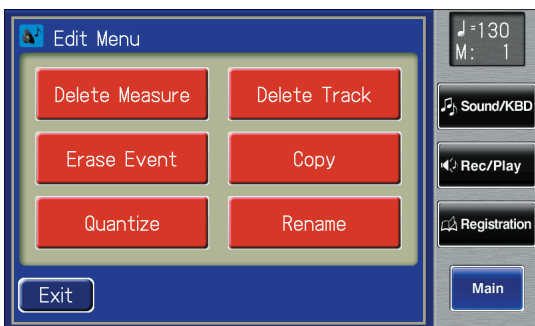 Edit Menu
Delete Measure
Delete Track
Erase Event
Copy
Quantize
Rename
Exit
♩=130
M: 1
Sound/KBD
Rec/Play
Registration
Main